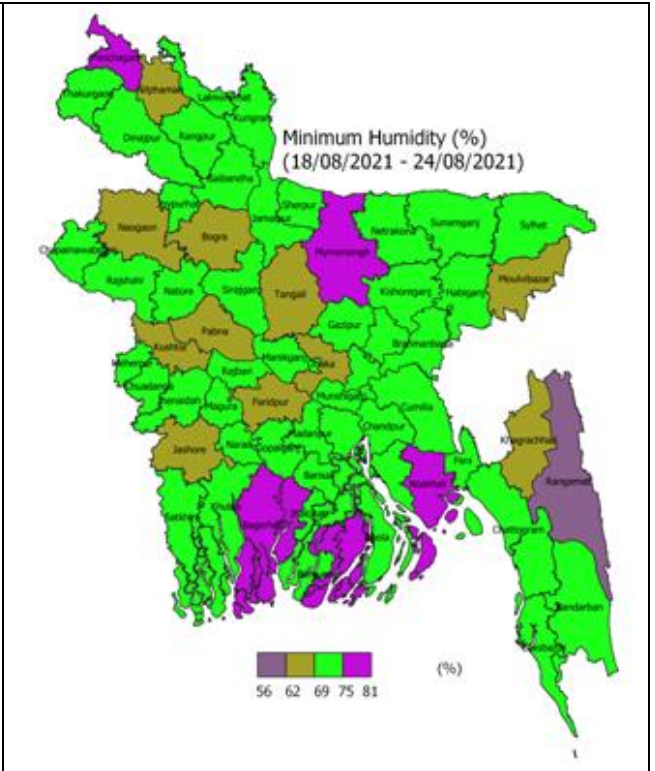 Panchagarh
Nilphamari
Thakurgaon
Lalmonirhat
Kurigram
Dinajpur
Rangpur
Minimum Humidity (%)
(18/08/2021 - 24/08/2021)
Gaibandha
Sherpur
Jamalpur
Naogaon
Bogra
Mymensingh
Netrakona
Sunamganj
Sylhet
Moulvibazar
Rajshahi
Natore
Sirajganj
Tangail
Kishoreganj
Habiganj
Gazipur
Pabna
Kushtia
Brahmanbaria
Manikganj
Dhaka
Rajbari
Meherpur
Chuadanga
Jhenaidah
Magura
Faridpur
Munshiganj
Cumilla
Chandpur
Khagrachhari
Rangamati
Jashore
Narail
Gopalganj
Madaripur
Barisal
Noakhali
Feni
Satkhira
Khulna
Bagerhat
Bhola
Chattogram
Bandarban
56 62 69 75 81
(%)